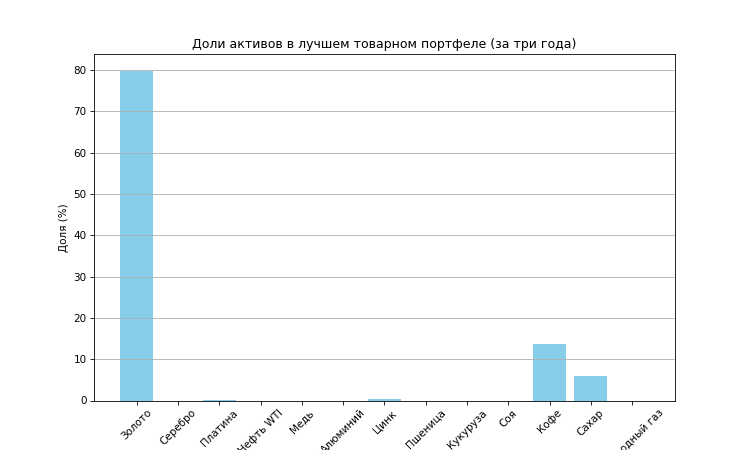 Доли активов в лучшем товарном портфеле (за три года)
80
70
60
50
40
30
20
10
0
Доля (%)
Золото
Серебро
Платина
Нефть WTI
Медь
Алюминий
Цинк
Пшеница
Кукуруза
Соя
Кофе
Сахар
газ